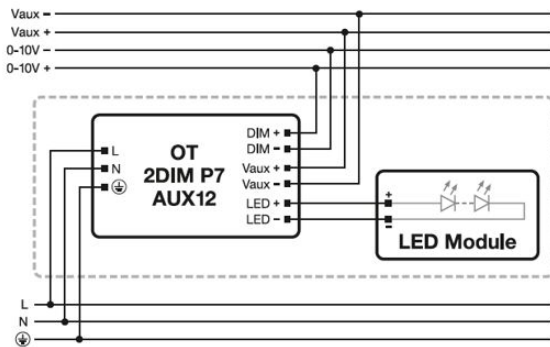 Vaux -
Vaux +
0-10V -
0-10V +
L
N
OT
2DIM P7
AUX12
DIM +
DIM -
Vaux +
Vaux -
LED +
LED -
+
-
LED Module
L
N